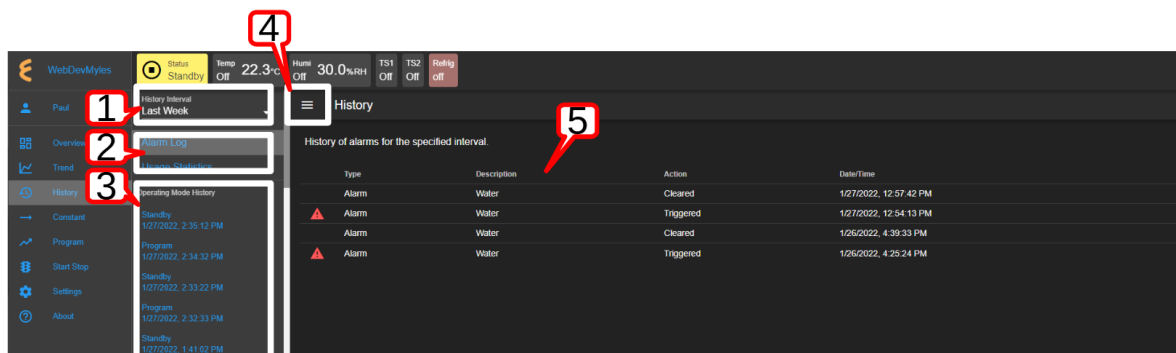 4
WebDevMyles
Status
Standby
Temp
Off 22.3°C
Humi
Off 30.0%RH
TS1
Off
TS2
Off
Refrig
off
Paul
1
History Interval
Last Week
History
5
Overview
2
Alarm Log
History of alarms for the specified interval.
Trend
Usage Statistics
Type Description Action Date/Time
History
3
Operating Mode History
Alarm Water Cleared 1/27/2022, 12:57:42 PM
Constant
Standby
1/27/2022, 2:35:12 PM
Alarm Water Triggered 1/27/2022, 12:54:13 PM
Alarm Water Cleared 1/26/2022, 4:39:33 PM
Program
Program
1/27/2022, 2:34:32 PM
Alarm Water Triggered 1/26/2022, 4:25:24 PM
Start Stop
Standby
1/27/2022, 2:33:22 PM
Settings
About
Program
1/27/2022, 2:32:33 PM
Standby
1/27/2022, 1:41:02 PM